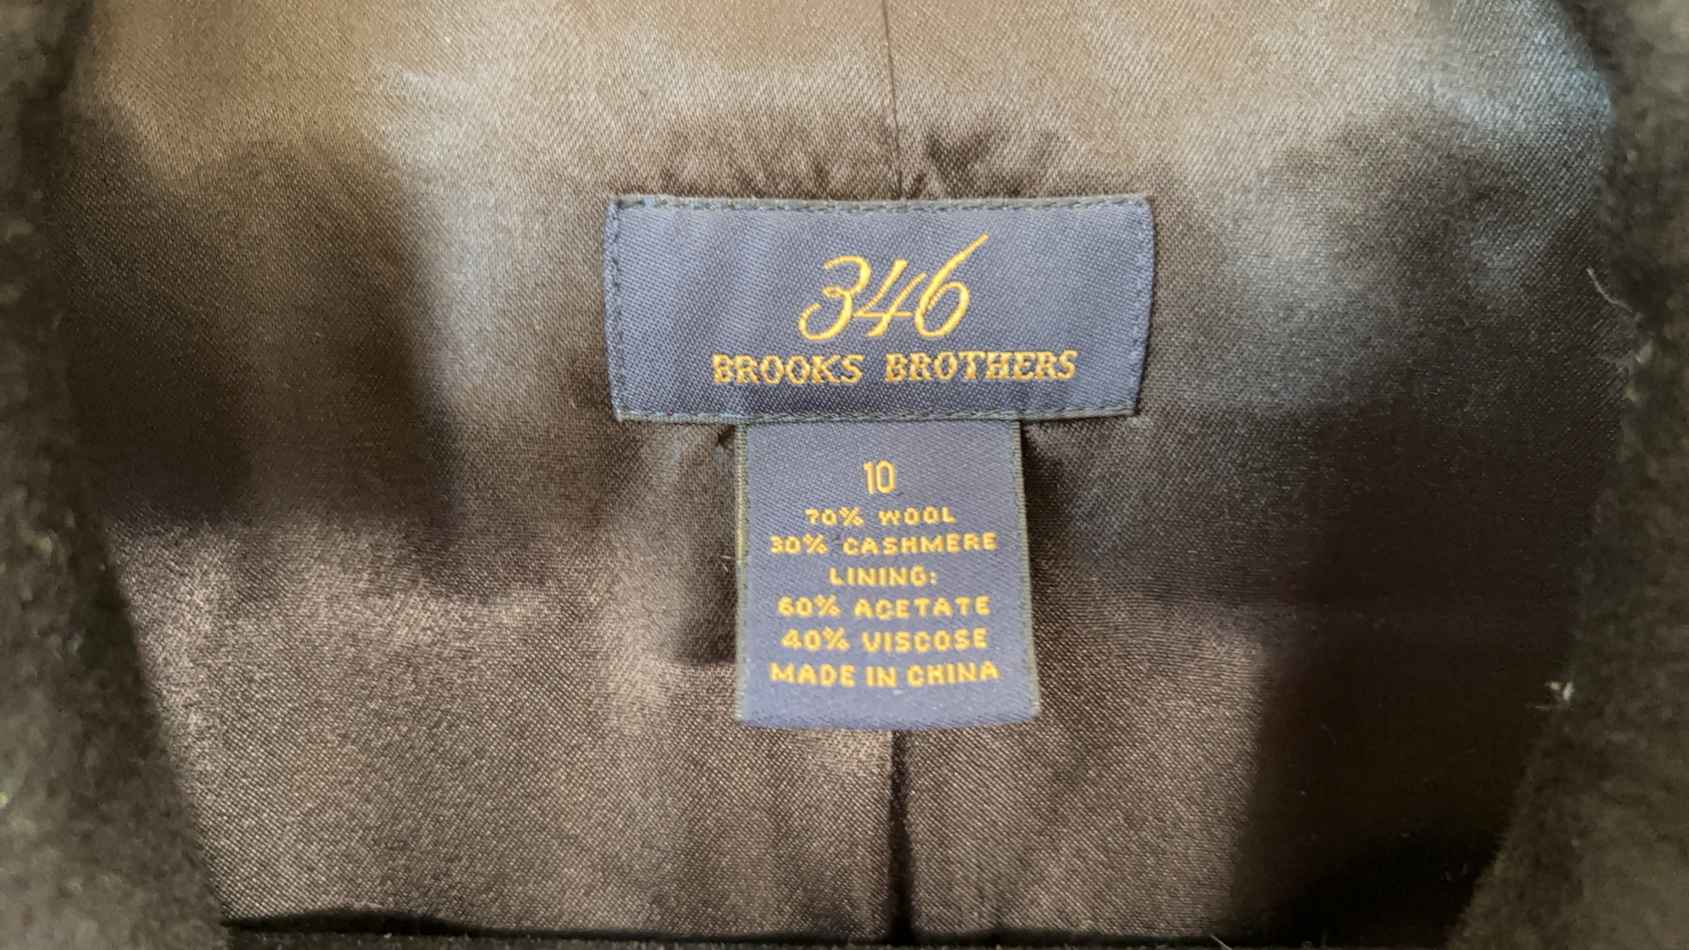 346
BROOKS BROTHERS
10
70% WOOL
30% CASHMERE
LINING:
60% ACETATE
40% VISCOSE
MADE IN CHINA